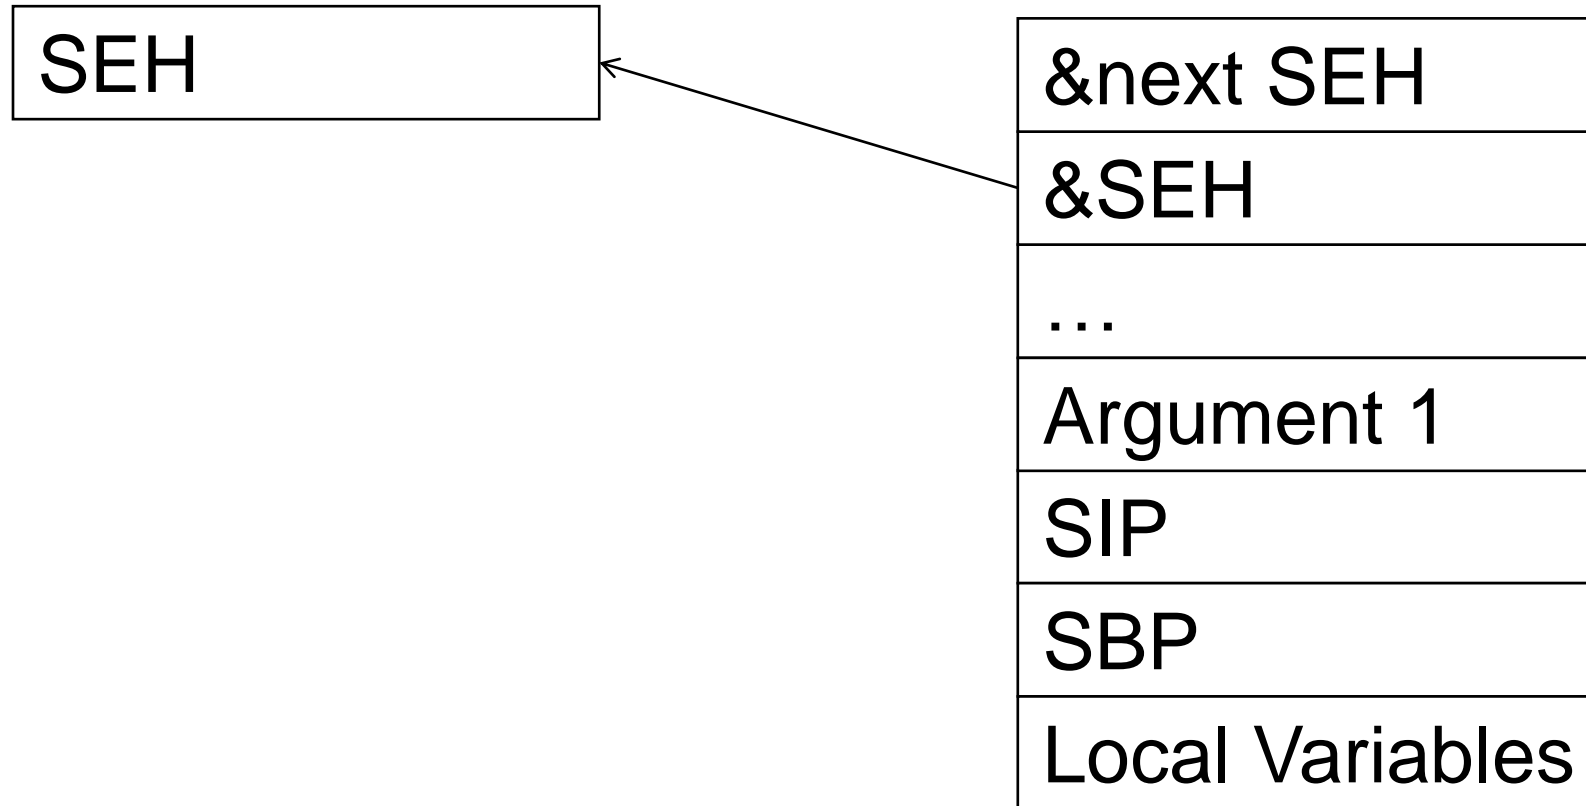 SEH
&next SEH
&SEH
...
Argument 1
SIP
SBP
Local Variables